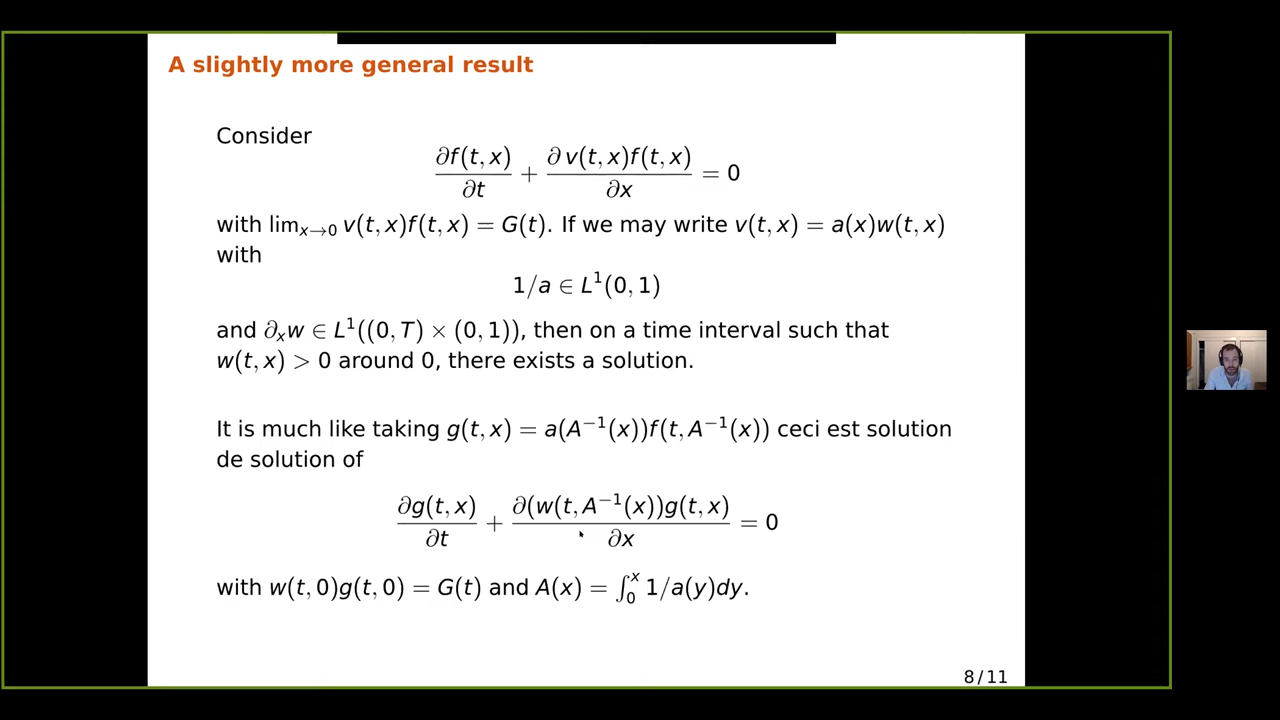 A slightly more general result
Consider
∂f(t, x)/∂t + ∂ v(t, x)f(t, x)/∂x = 0
with lim_{x→0} v(t, x)f(t, x) = G(t). If we may write v(t, x) = a(x)w(t, x)
with
1/a ∈ L¹(0, 1)
and ∂ₓw ∈ L¹((0, T) × (0, 1)), then on a time interval such that
w(t, x) > 0 around 0, there exists a solution.
It is much like taking g(t, x) = a(A⁻¹(x))f(t, A⁻¹(x)) ceci est solution
de solution of
∂g(t, x)/∂t + ∂(w(t, A⁻¹(x))g(t, x)/∂x = 0
with w(t, 0)g(t, 0) = G(t) and A(x) = ∫₀ˣ 1/a(y)dy.
8 / 11